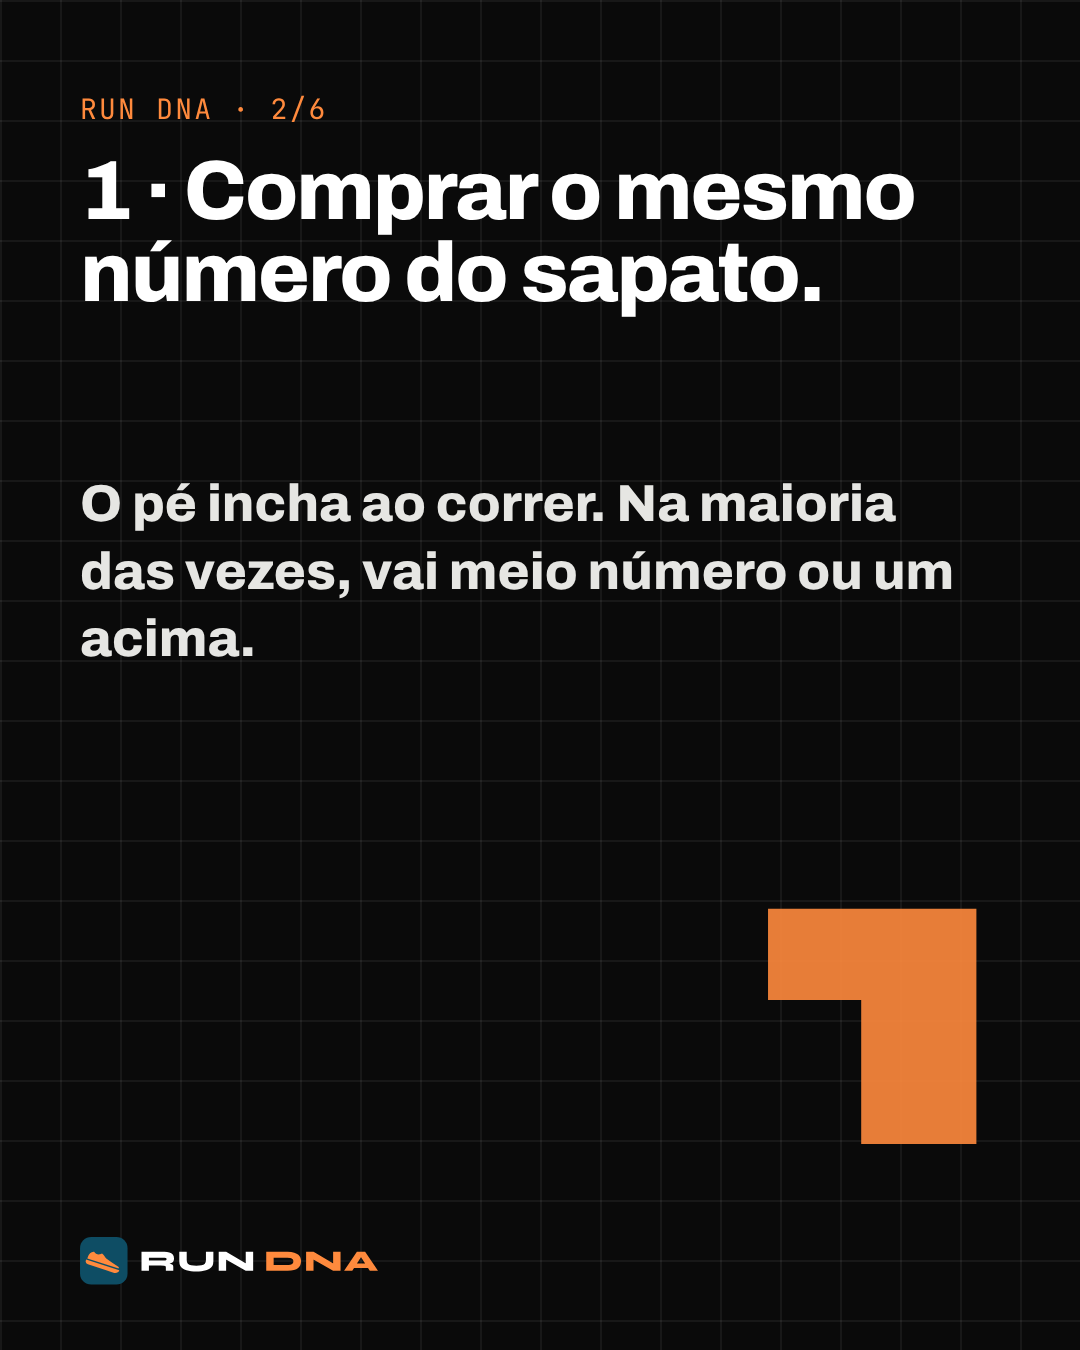 RUN DNA · 2/6
1 · Comprar o mesmo
número do sapato.
O pé incha ao correr. Na maioria
das vezes, vai meio número ou um
acima.
1
RUN DNA